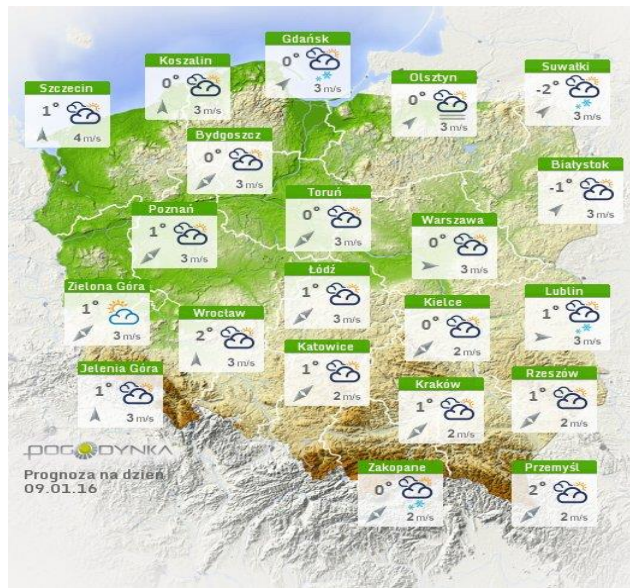 Gdańsk
0°
3 m/s
Koszalin
0°
3 m/s
Suwałki
-2°
3 m/s
Olsztyn
0°
3 m/s
Szczecin
1°
4 m/s
Bydgoszcz
0°
3 m/s
Białystok
-1°
3 m/s
Toruń
0°
3 m/s
Poznań
1°
3 m/s
Warszawa
0°
3 m/s
Łódź
1°
3 m/s
Zielona Góra
1°
3 m/s
Lublin
1°
3 m/s
Kielce
0°
2 m/s
Wrocław
2°
3 m/s
Katowice
1°
2 m/s
Jelenia Góra
1°
3 m/s
Rzeszów
1°
2 m/s
Kraków
1°
2 m/s
POGODYNKA
Prognoza na dzień
09.01.16
Zakopane
0°
2 m/s
Przemyśl
2°
2 m/s